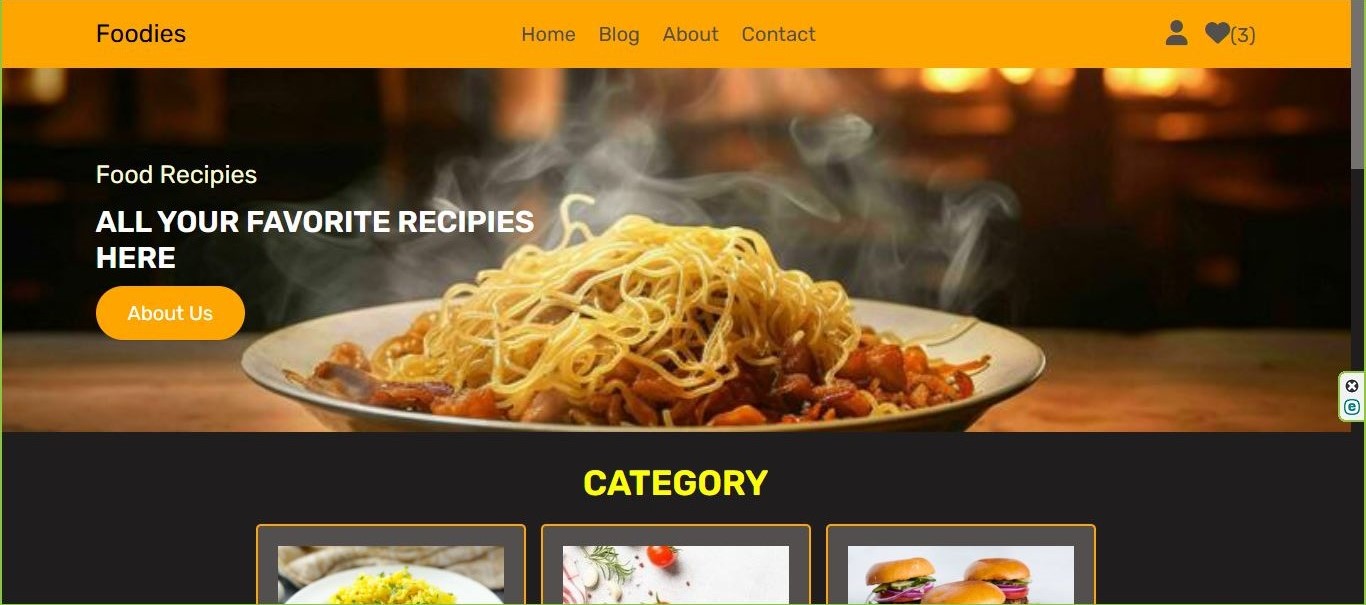 Foodies
Home Blog About Contact
(3)
Food Recipies
ALL YOUR FAVORITE RECIPIES
HERE
About Us
CATEGORY
e